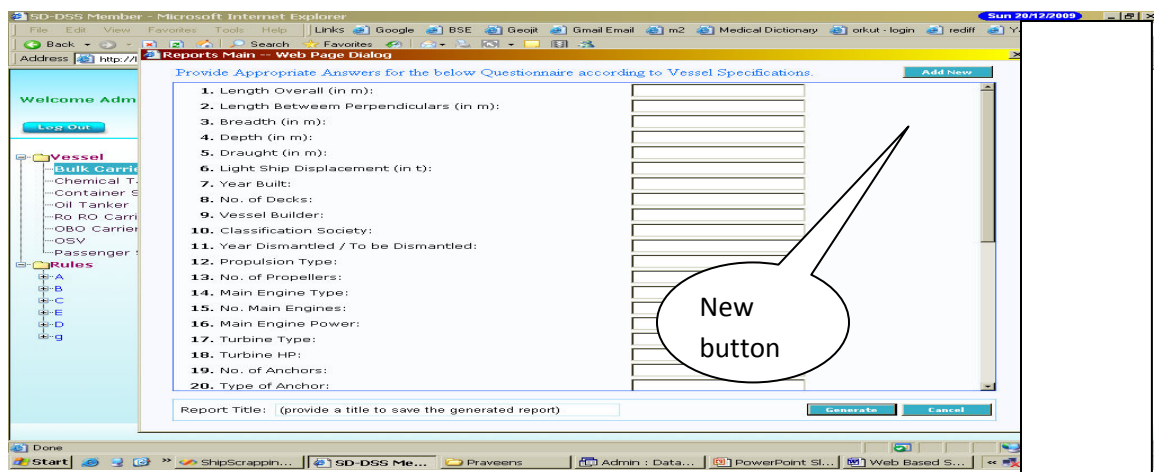 SD-DSS Member - Microsoft Internet Explorer
Sun 20/12/2009
File Edit View Favorites Tools Help Links Google BSE Geojit Gmail Email m2 Medical Dictionary orkut - login rediff Y
Back Search Favorites
Address http://l
Reports Main -- Web Page Dialog
Provide Appropriate Answers for the below Questionnaire according to Vessel Specifications.
Add New
Welcome Adm
Log Out
Vessel
Bulk Carrie
Chemical T
Container S
Oil Tanker
Ro RO Carri
OBO Carrier
OSV
Passenger
Rules
A
B
C
E
D
g
1. Length Overall (in m):
2. Length Betweem Perpendiculars (in m):
3. Breadth (in m):
4. Depth (in m):
5. Draught (in m):
6. Light Ship Displacement (in t):
7. Year Built:
8. No. of Decks:
9. Vessel Builder:
10. Classification Society:
11. Year Dismantled / To be Dismantled:
12. Propulsion Type:
13. No. of Propellers:
14. Main Engine Type:
15. No. Main Engines:
16. Main Engine Power:
17. Turbine Type:
18. Turbine HP:
19. No. of Anchors:
20. Type of Anchor:
New
button
Report Title: (provide a title to save the generated report)
Generate Cancel
Done
Start ShipScrappin... SD-DSS Me... Praveens Admin : Data... PowerPoint Sl... Web Based S...